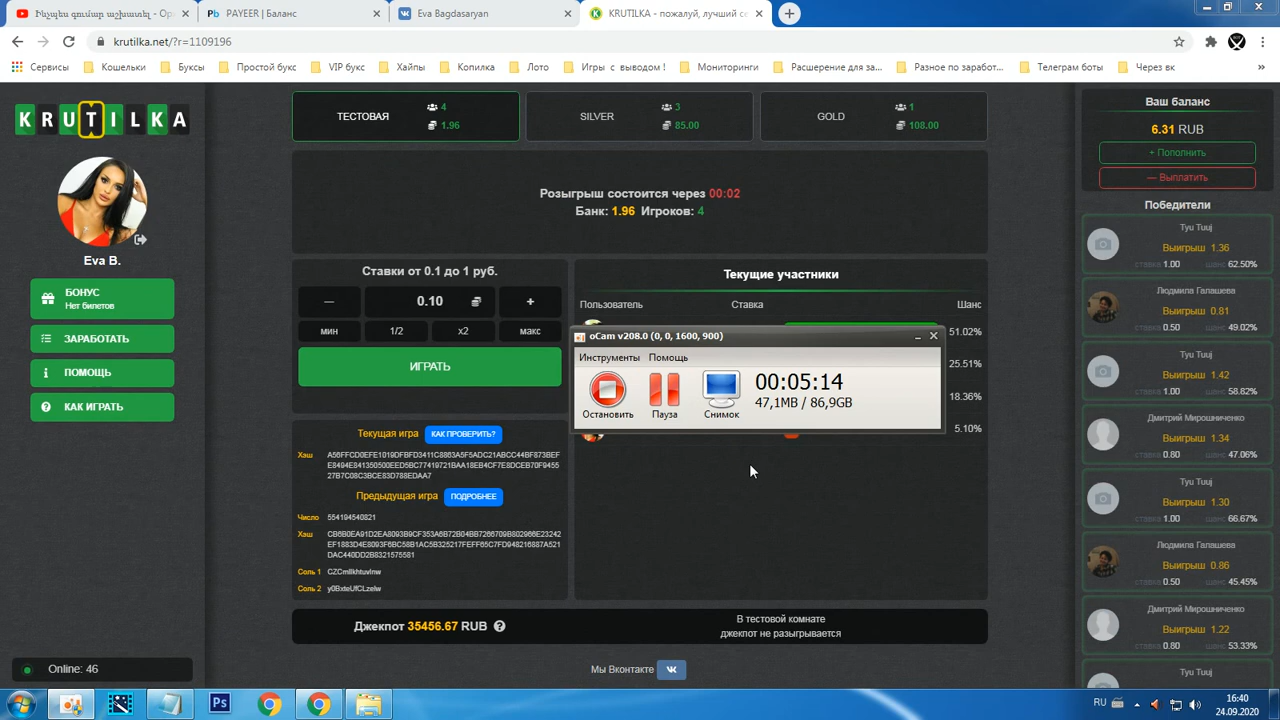 Ինչպես գումար աշխատել - Op
PAYEER | Баланс
Eva Bagdasaryan
KRUTILKA - пожалуй, лучший се
krutilka.net/?r=1109196
Сервисы
Кошельки
Буксы
Простой букс
VIP букс
Хайпы
Копилка
Лото
Игры с выводом !
Мониторинги
Расшерение для за...
Разное по заработ...
Телеграм боты
Через вк
»
KRUTILKA
Eva B.
БОНУС
Нет билетов
ЗАРАБОТАТЬ
ПОМОЩЬ
КАК ИГРАТЬ
Online: 46
ТЕСТОВАЯ
4
1.96
SILVER
3
85.00
GOLD
1
108.00
Розыгрыш состоится через 00:02
Банк: 1.96 Игроков: 4
Ставки от 0.1 до 1 руб.
—
0.10
+
мин
1/2
x2
макс
ИГРАТЬ
Текущие участники
Пользователь
Ставка
Шанс
51.02%
25.51%
18.36%
5.10%
oCam v208.0 (0, 0, 1600, 900)
Инструменты
Помощь
Остановить
Пауза
Снимок
00:05:14
47,1MB / 86,9GB
Текущая игра КАК ПРОВЕРИТЬ?
Хэш
Предыдущая игра ПОДРОБНЕЕ
Число 554194540821
Хэш
Соль 1 CZCmllkhtuvlnw
Соль 2 y0BxteUfCLzelw
Джекпот 35456.67 RUB
В тестовой комнате
джекпот не разыгрывается
Мы Вконтакте
Ваш баланс
6.31 RUB
+ Пополнить
— Выплатить
Победители
Tyu Tuuj
Выигрыш 1.36
ставка 1.00 шанс 62.50%
Людмила Галашева
Выигрыш 0.81
ставка 0.50 шанс 49.02%
Tyu Tuuj
Выигрыш 1.42
ставка 1.00 шанс 58.82%
Дмитрий Мирошниченко
Выигрыш 1.34
ставка 0.80 шанс 47.06%
Tyu Tuuj
Выигрыш 1.30
ставка 1.00 шанс 66.67%
Людмила Галашева
Выигрыш 0.86
ставка 0.50 шанс 45.45%
Дмитрий Мирошниченко
Выигрыш 1.22
ставка 0.80 шанс 53.33%
Tyu Tuuj
RU
16:40
24.09.2020